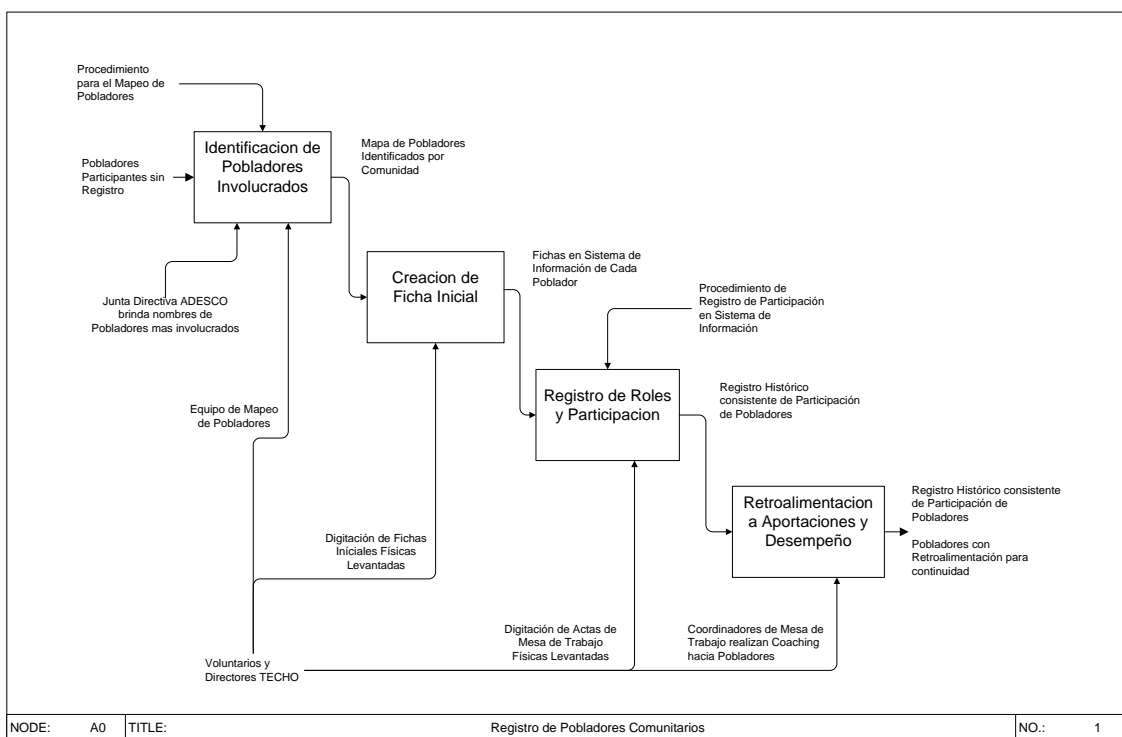 Procedimiento
para el Mapeo de
Pobladores
Identificacion de
Pobladores
Involucrados
Mapa de Pobladores
Identificados por
Comunidad
Pobladores
Participantes sin
Registro
Junta Directiva ADESCO
brinda nombres de
Pobladores mas involucrados
Creacion de
Ficha Inicial
Fichas en Sistema de
Información de Cada
Poblador
Procedimiento de
Registro de Participación
en Sistema de
Información
Equipo de Mapeo
de Pobladores
Registro de Roles
y Participacion
Registro Histórico
consistente de Participación
de Pobladores
Retroalimentacion
a Aportaciones y
Desempeño
Registro Histórico consistente
de Participación de
Pobladores
Pobladores con
Retroalimentación para
continuidad
Digitación de Fichas
Iníciales Físicas
Levantadas
Digitación de Actas de
Mesa de Trabajo
Físicas Levantadas
Coordinadores de Mesa de
Trabajo realizan Coaching
hacia Pobladores
Voluntarios y
Directores TECHO
NODE: A0 TITLE: Registro de Pobladores Comunitarios NO.: 1